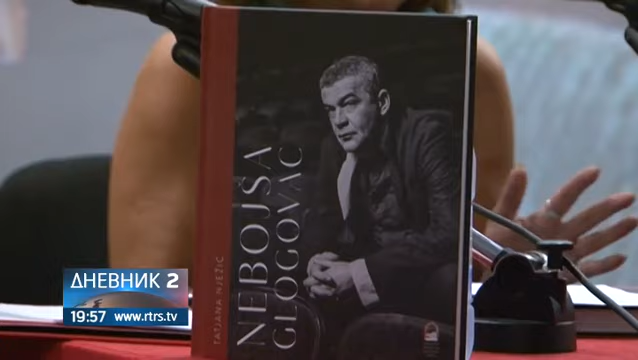 TATJANA NJEŽIĆ
NEBOJŠA
GLOGOVAC
ДНЕВНИК 2
19:57 www.rtrs.tv